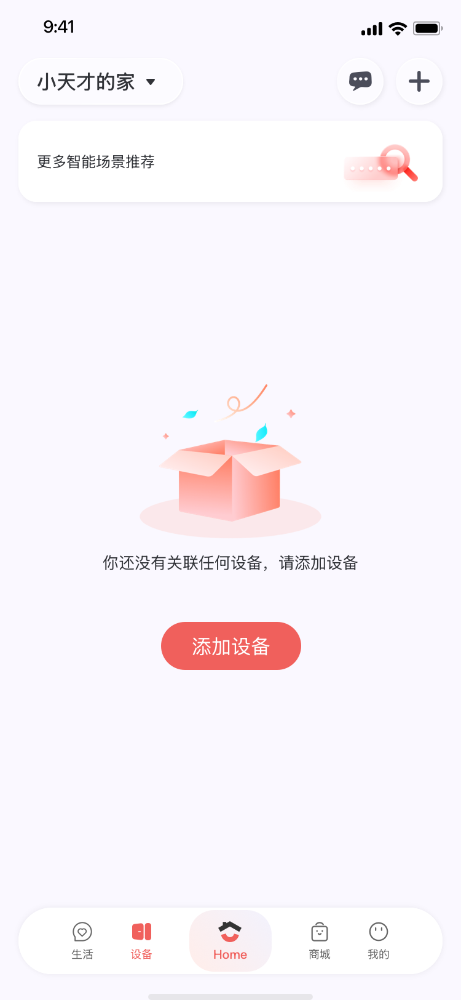 9:41
小天才的家
更多智能场景推荐
你还没有关联任何设备，请添加设备
添加设备
生活
设备
Home
商城
我的